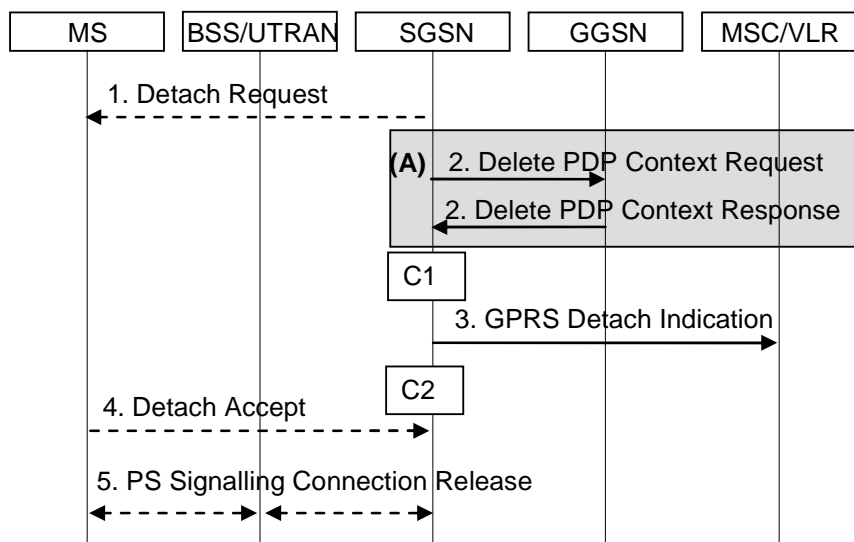 MS BSS/UTRAN SGSN GGSN MSC/VLR
1. Detach Request
(A) 2. Delete PDP Context Request
2. Delete PDP Context Response
C1
3. GPRS Detach Indication
C2
4. Detach Accept
5. PS Signalling Connection Release